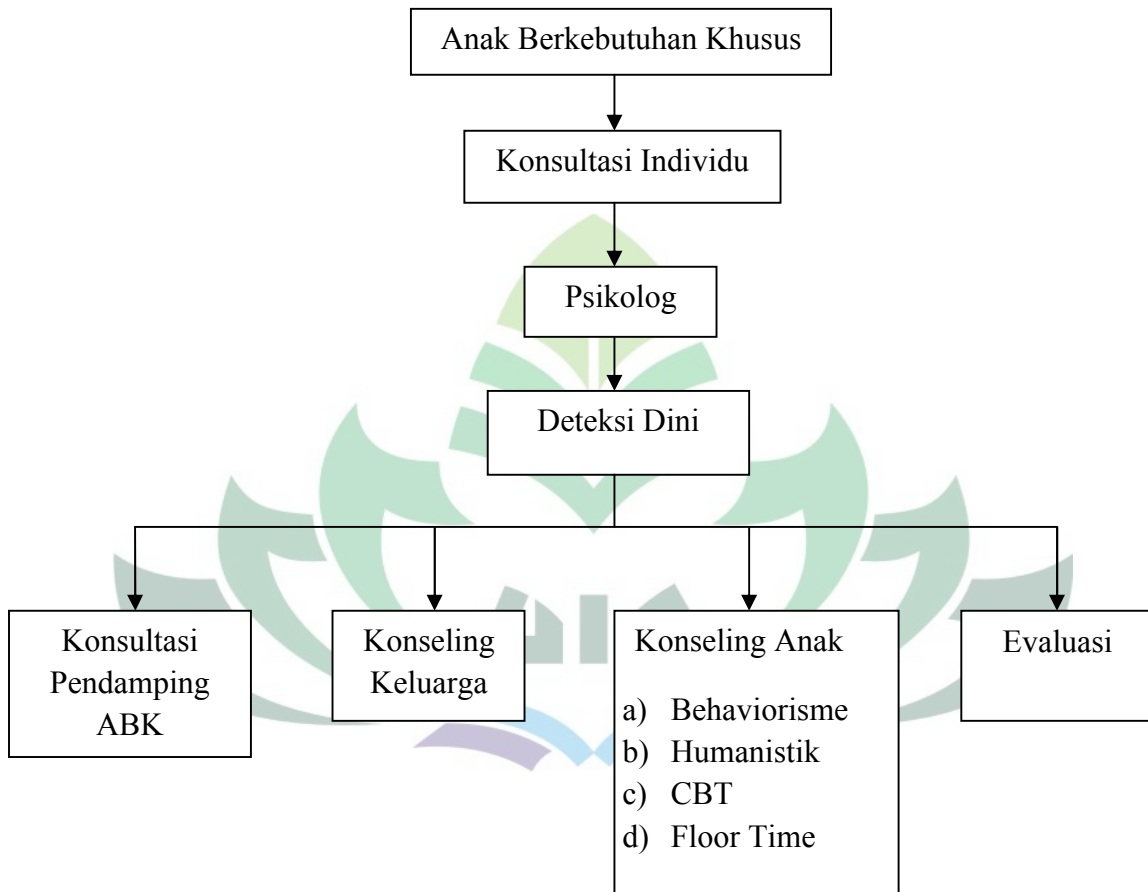 Anak Berkebutuhan Khusus
Konsultasi Individu
Psikolog
Deteksi Dini
Konsultasi
Pendamping
ABK
Konseling
Keluarga
Konseling Anak
a) Behaviorisme
b) Humanistik
c) CBT
d) Floor Time
Evaluasi